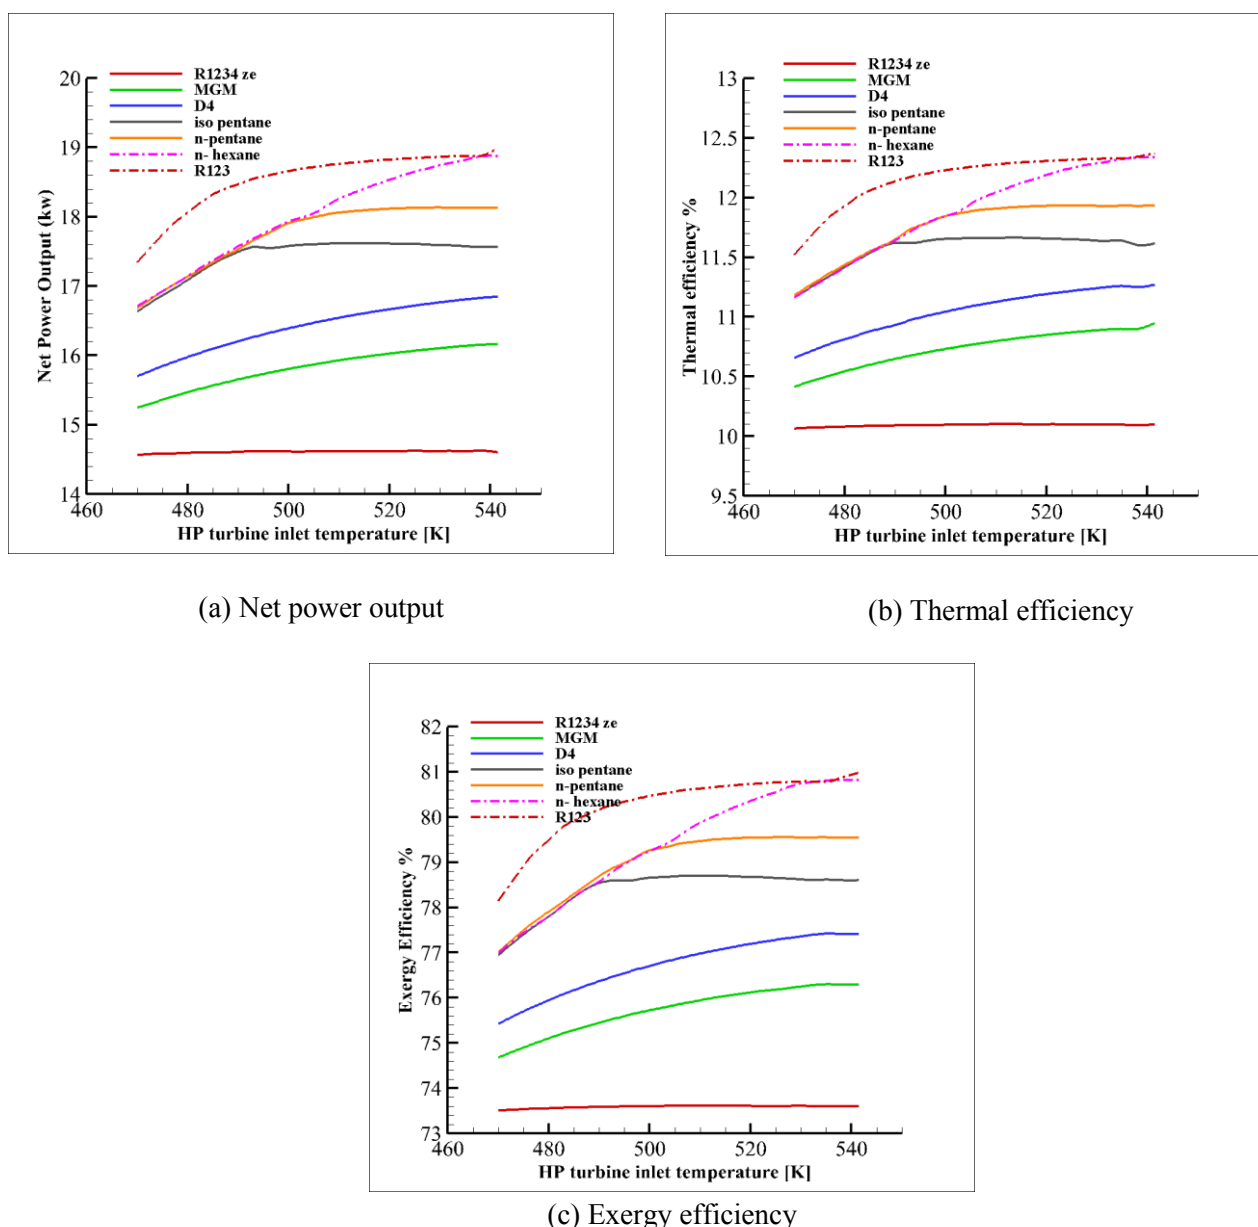 R1234 ze
MGM
D4
iso pentane
n-pentane
n- hexane
R123
20
19
18
17
16
15
14
460
480
500
520
540
Net Power Output (kw)
HP turbine inlet temperature [K]
(a) Net power output
R1234 ze
MGM
D4
iso pentane
n-pentane
n- hexane
R123
13
12.5
12
11.5
11
10.5
10
9.5
460
480
500
520
540
Thermal efficiency %
HP turbine inlet temperature [K]
(b) Thermal efficiency
R1234 ze
MGM
D4
iso pentane
n-pentane
n- hexane
R123
82
81
80
79
78
77
76
75
74
73
460
480
500
520
540
Exergy Efficiency %
HP turbine inlet temperature [K]
(c) Exergy efficiency